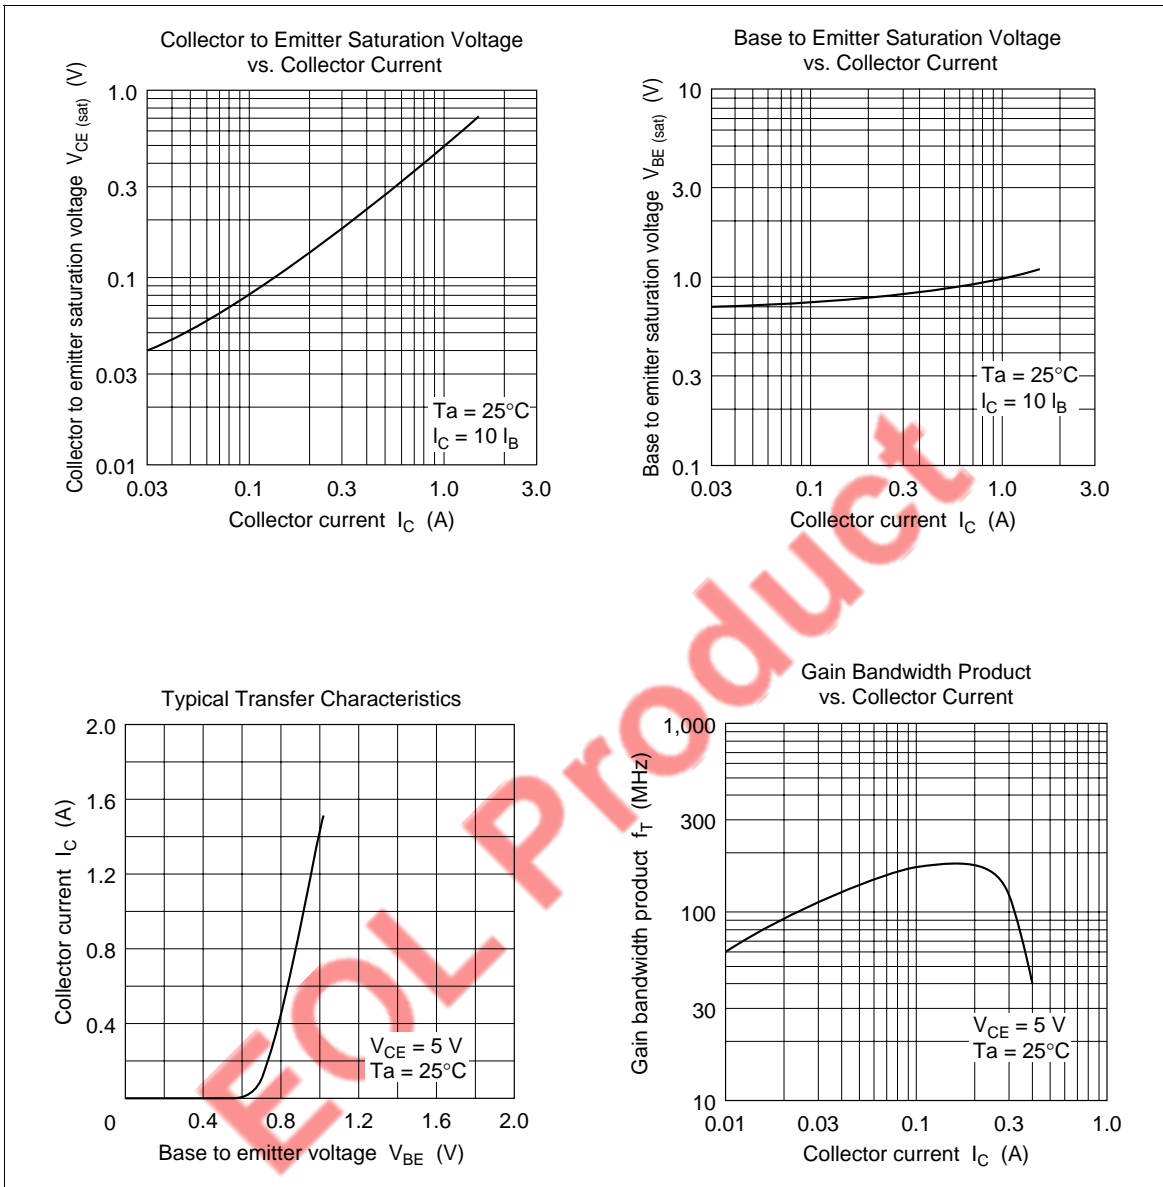 Collector to Emitter Saturation Voltage
vs. Collector Current
Collector to emitter saturation voltage V_CE (sat) (V)
1.0
0.3
0.1
0.03
0.01
Ta = 25°C
I_C = 10 I_B
0.03 0.1 0.3 1.0 3.0
Collector current I_C (A)
Base to Emitter Saturation Voltage
vs. Collector Current
Base to emitter saturation voltage V_BE (sat) (V)
10
3.0
1.0
0.3
0.1
Ta = 25°C
I_C = 10 I_B
0.03 0.1 0.3 1.0 3.0
Collector current I_C (A)
Typical Transfer Characteristics
Collector current I_C (A)
2.0
1.6
1.2
0.8
0.4
V_CE = 5 V
Ta = 25°C
0 0.4 0.8 1.2 1.6 2.0
Base to emitter voltage V_BE (V)
Gain Bandwidth Product
vs. Collector Current
Gain bandwidth product f_T (MHz)
1,000
300
100
30
10
V_CE = 5 V
Ta = 25°C
0.01 0.03 0.1 0.3 1.0
Collector current I_C (A)
EOL Product